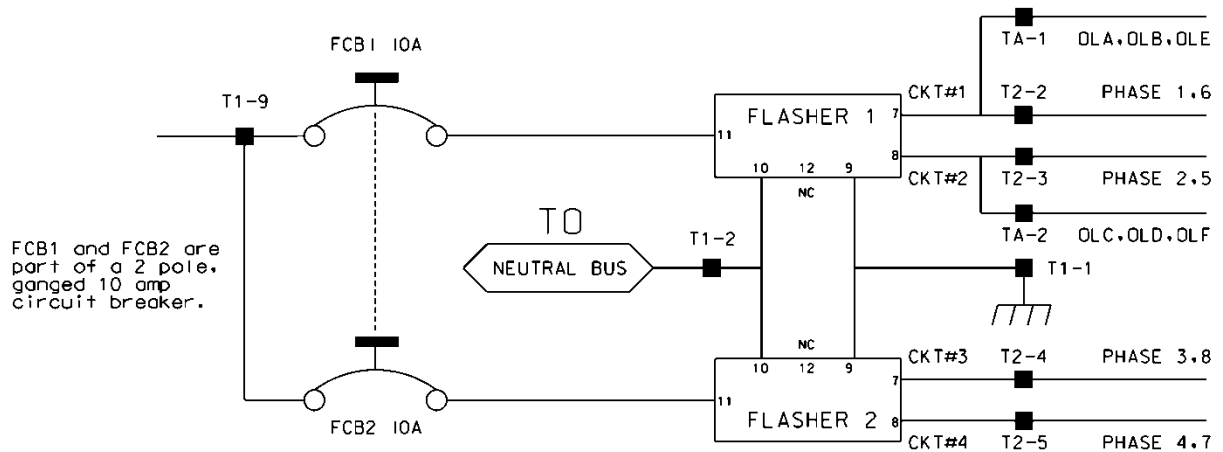 FCB1 10A
TA-1 OLA,OLB,OLE
T1-9
CKT#1 T2-2 PHASE 1,6
FLASHER 1
11
7
8
10 12 9
NC
CKT#2 T2-3 PHASE 2,5
TA-2 OLC,OLD,OLF
FCB1 and FCB2 are
part of a 2 pole,
ganged 10 amp
circuit breaker.
TO
NEUTRAL BUS
T1-2
T1-1
NC
10 12 9
CKT#3 T2-4 PHASE 3,8
11
7
8
FLASHER 2
FCB2 10A
CKT#4 T2-5 PHASE 4,7